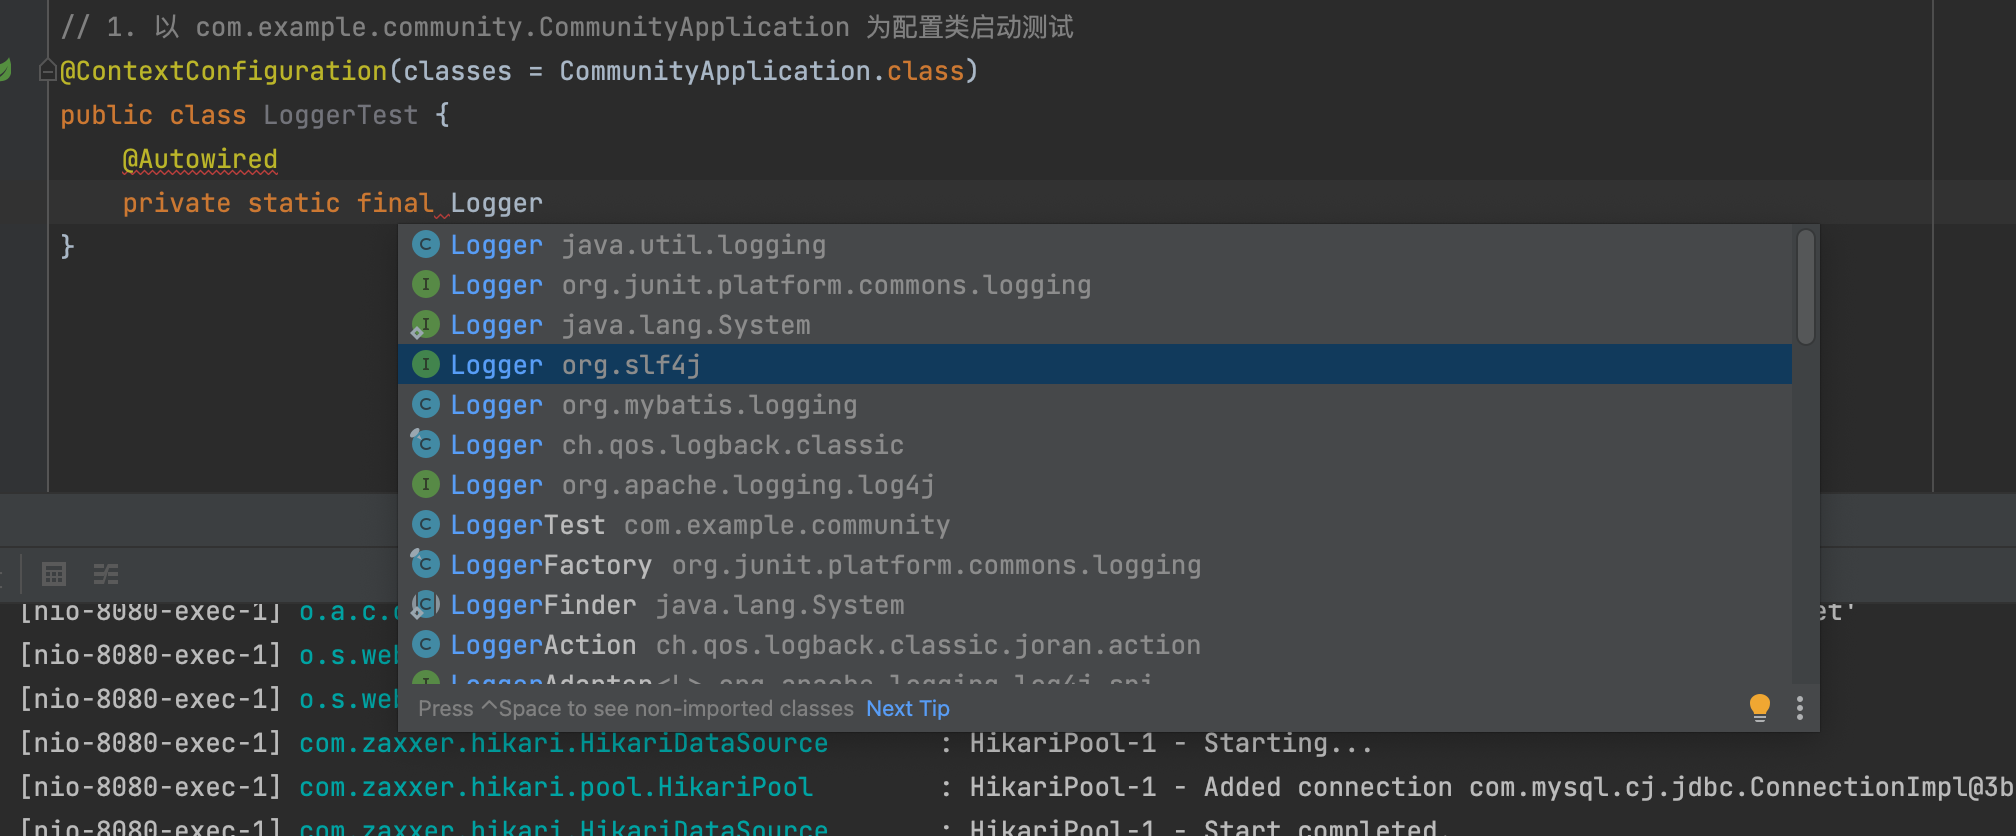 // 1. 以 com.example.community.CommunityApplication 为配置类启动测试
@ContextConfiguration(classes = CommunityApplication.class)
public class LoggerTest {
@Autowired
private static final Logger
}
Logger java.util.logging
Logger org.junit.platform.commons.logging
Logger java.lang.System
Logger org.slf4j
Logger org.mybatis.logging
Logger ch.qos.logback.classic
Logger org.apache.logging.log4j
LoggerTest com.example.community
LoggerFactory org.junit.platform.commons.logging
LoggerFinder java.lang.System
LoggerAction ch.qos.logback.classic.joran.action
LoggerAdapter<L> org.apache.logging.log4j.spi
Press ^Space to see non-imported classes Next Tip
[nio-8080-exec-1] o.a.c. et'
[nio-8080-exec-1] o.s.we
[nio-8080-exec-1] o.s.we
[nio-8080-exec-1] com.zaxxer.hikari.HikariDataSource : HikariPool-1 - Starting...
[nio-8080-exec-1] com.zaxxer.hikari.pool.HikariPool : HikariPool-1 - Added connection com.mysql.cj.jdbc.ConnectionImpl@3b
[nio-8080-exec-1] com.zaxxer.hikari.HikariDataSource : HikariPool-1 - Start completed.